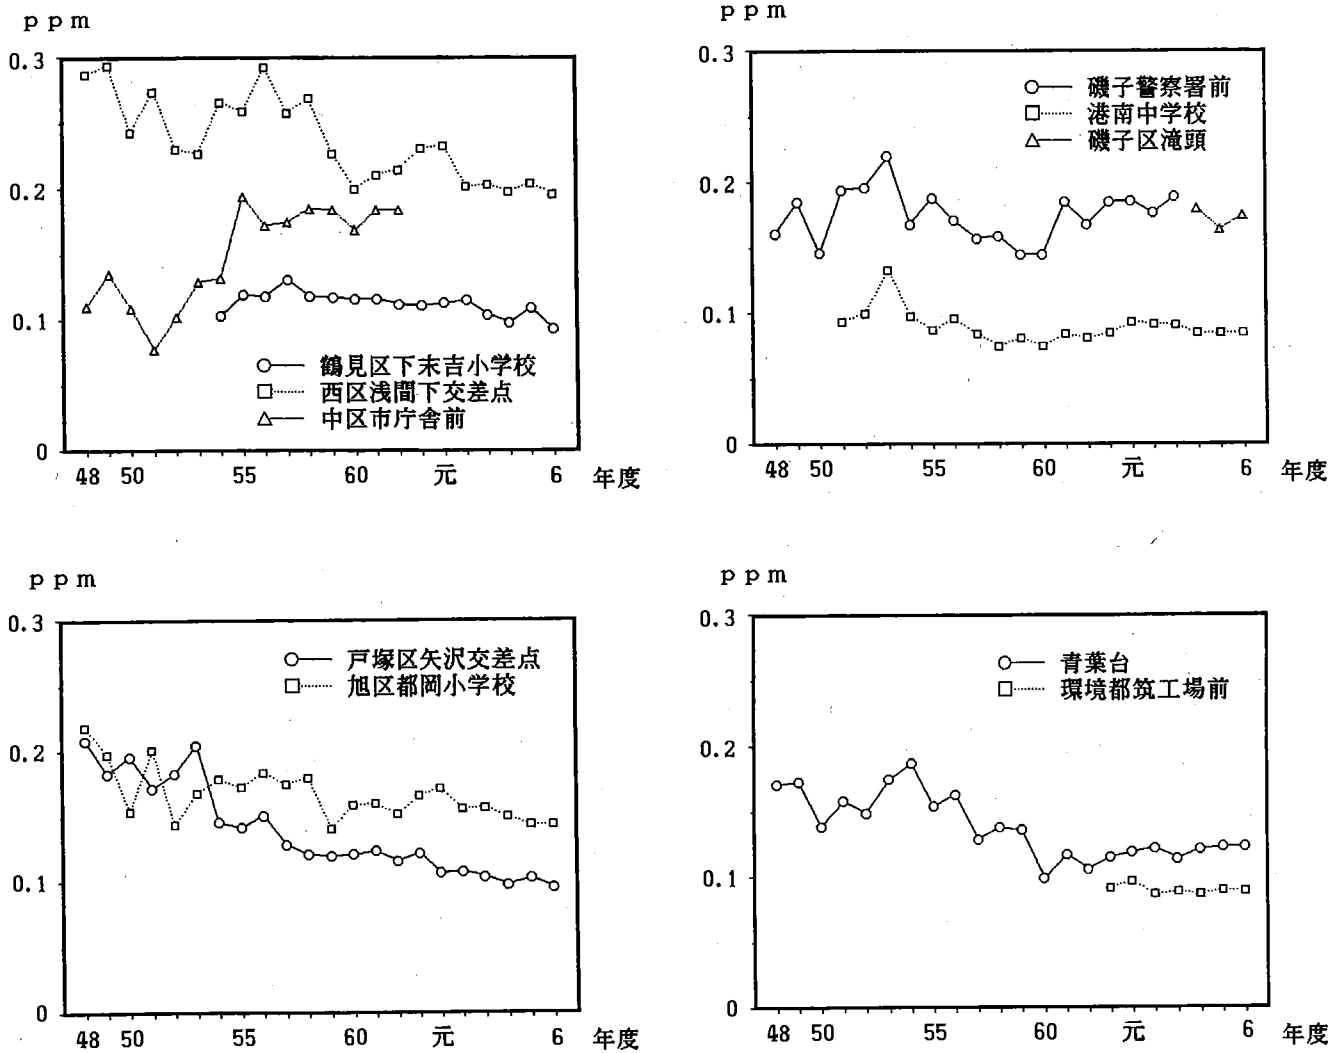 ppm
0.3
0.2
0.1
0
鶴見区下末吉小学校
西区浅間下交差点
中区市庁舎前
48 50 55 60 元 6 年度
ppm
0.3
0.2
0.1
0
磯子警察署前
港南中学校
磯子区滝頭
48 50 55 60 元 6 年度
ppm
0.3
0.2
0.1
0
戸塚区矢沢交差点
旭区都岡小学校
48 50 55 60 元 6 年度
ppm
0.3
0.2
0.1
0
青葉台
環境都筑工場前
48 50 55 60 元 6 年度